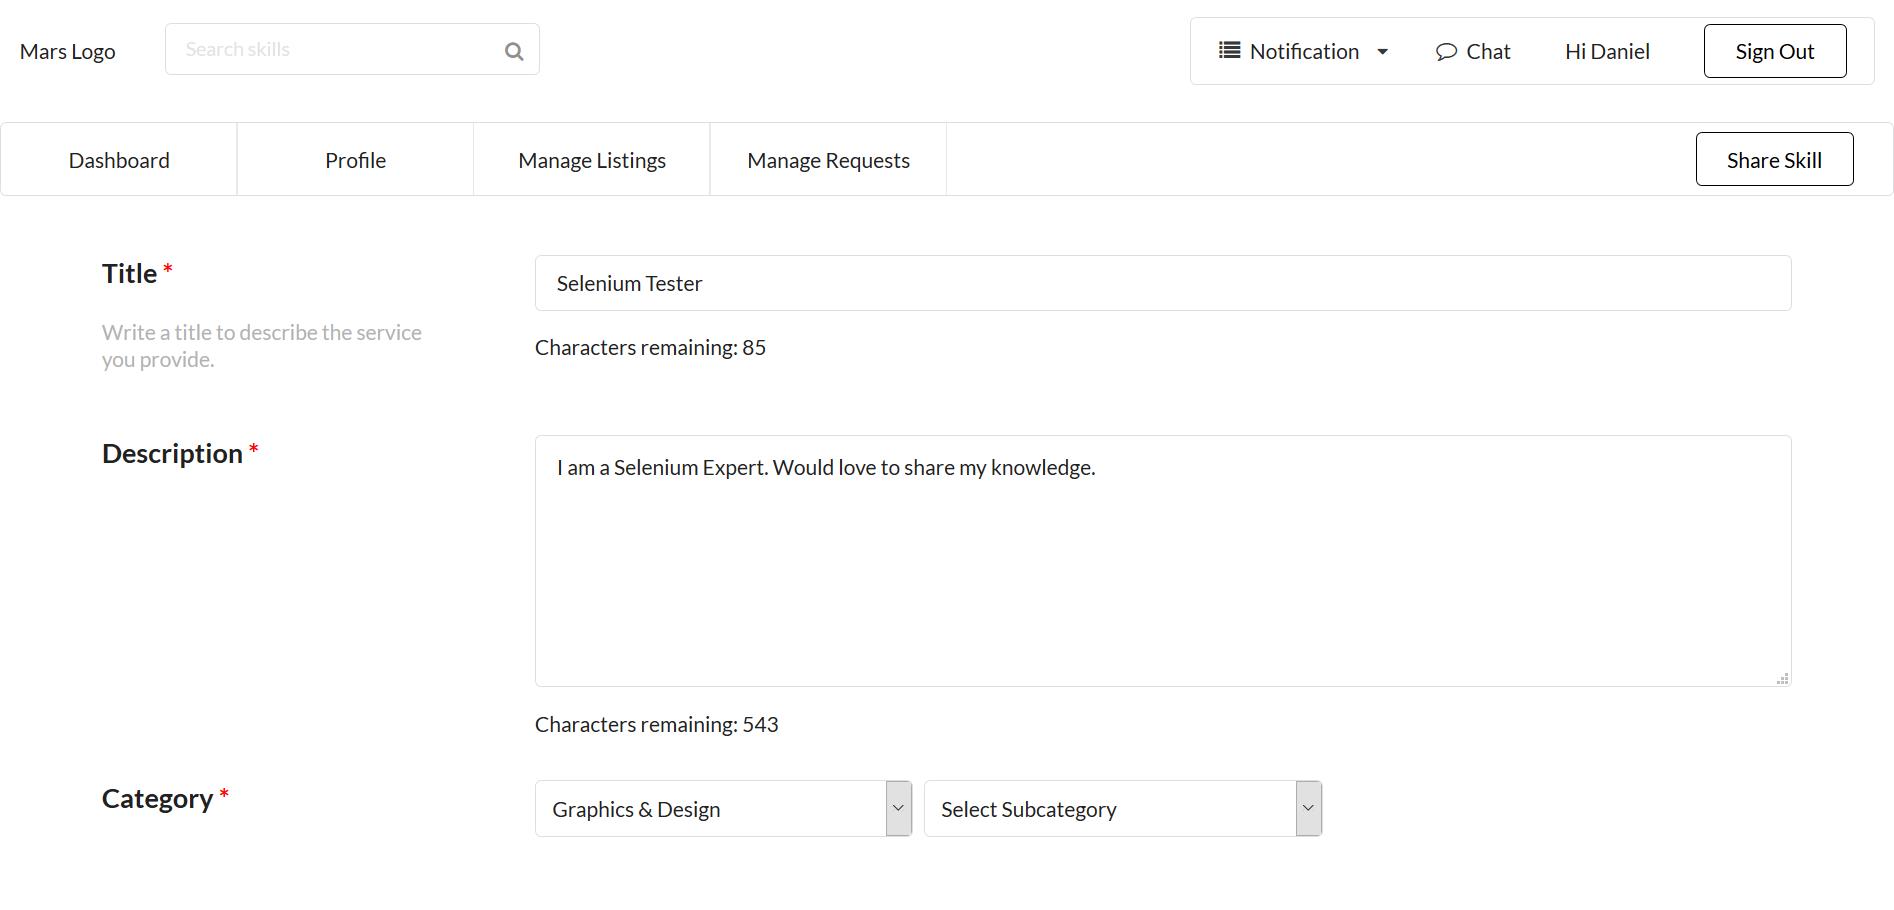 Mars Logo
Search skills
Notification
Chat
Hi Daniel
Sign Out
Dashboard
Profile
Manage Listings
Manage Requests
Share Skill
Title *
Write a title to describe the service
you provide.
Selenium Tester
Characters remaining: 85
Description *
I am a Selenium Expert. Would love to share my knowledge.
Characters remaining: 543
Category *
Graphics & Design
Select Subcategory